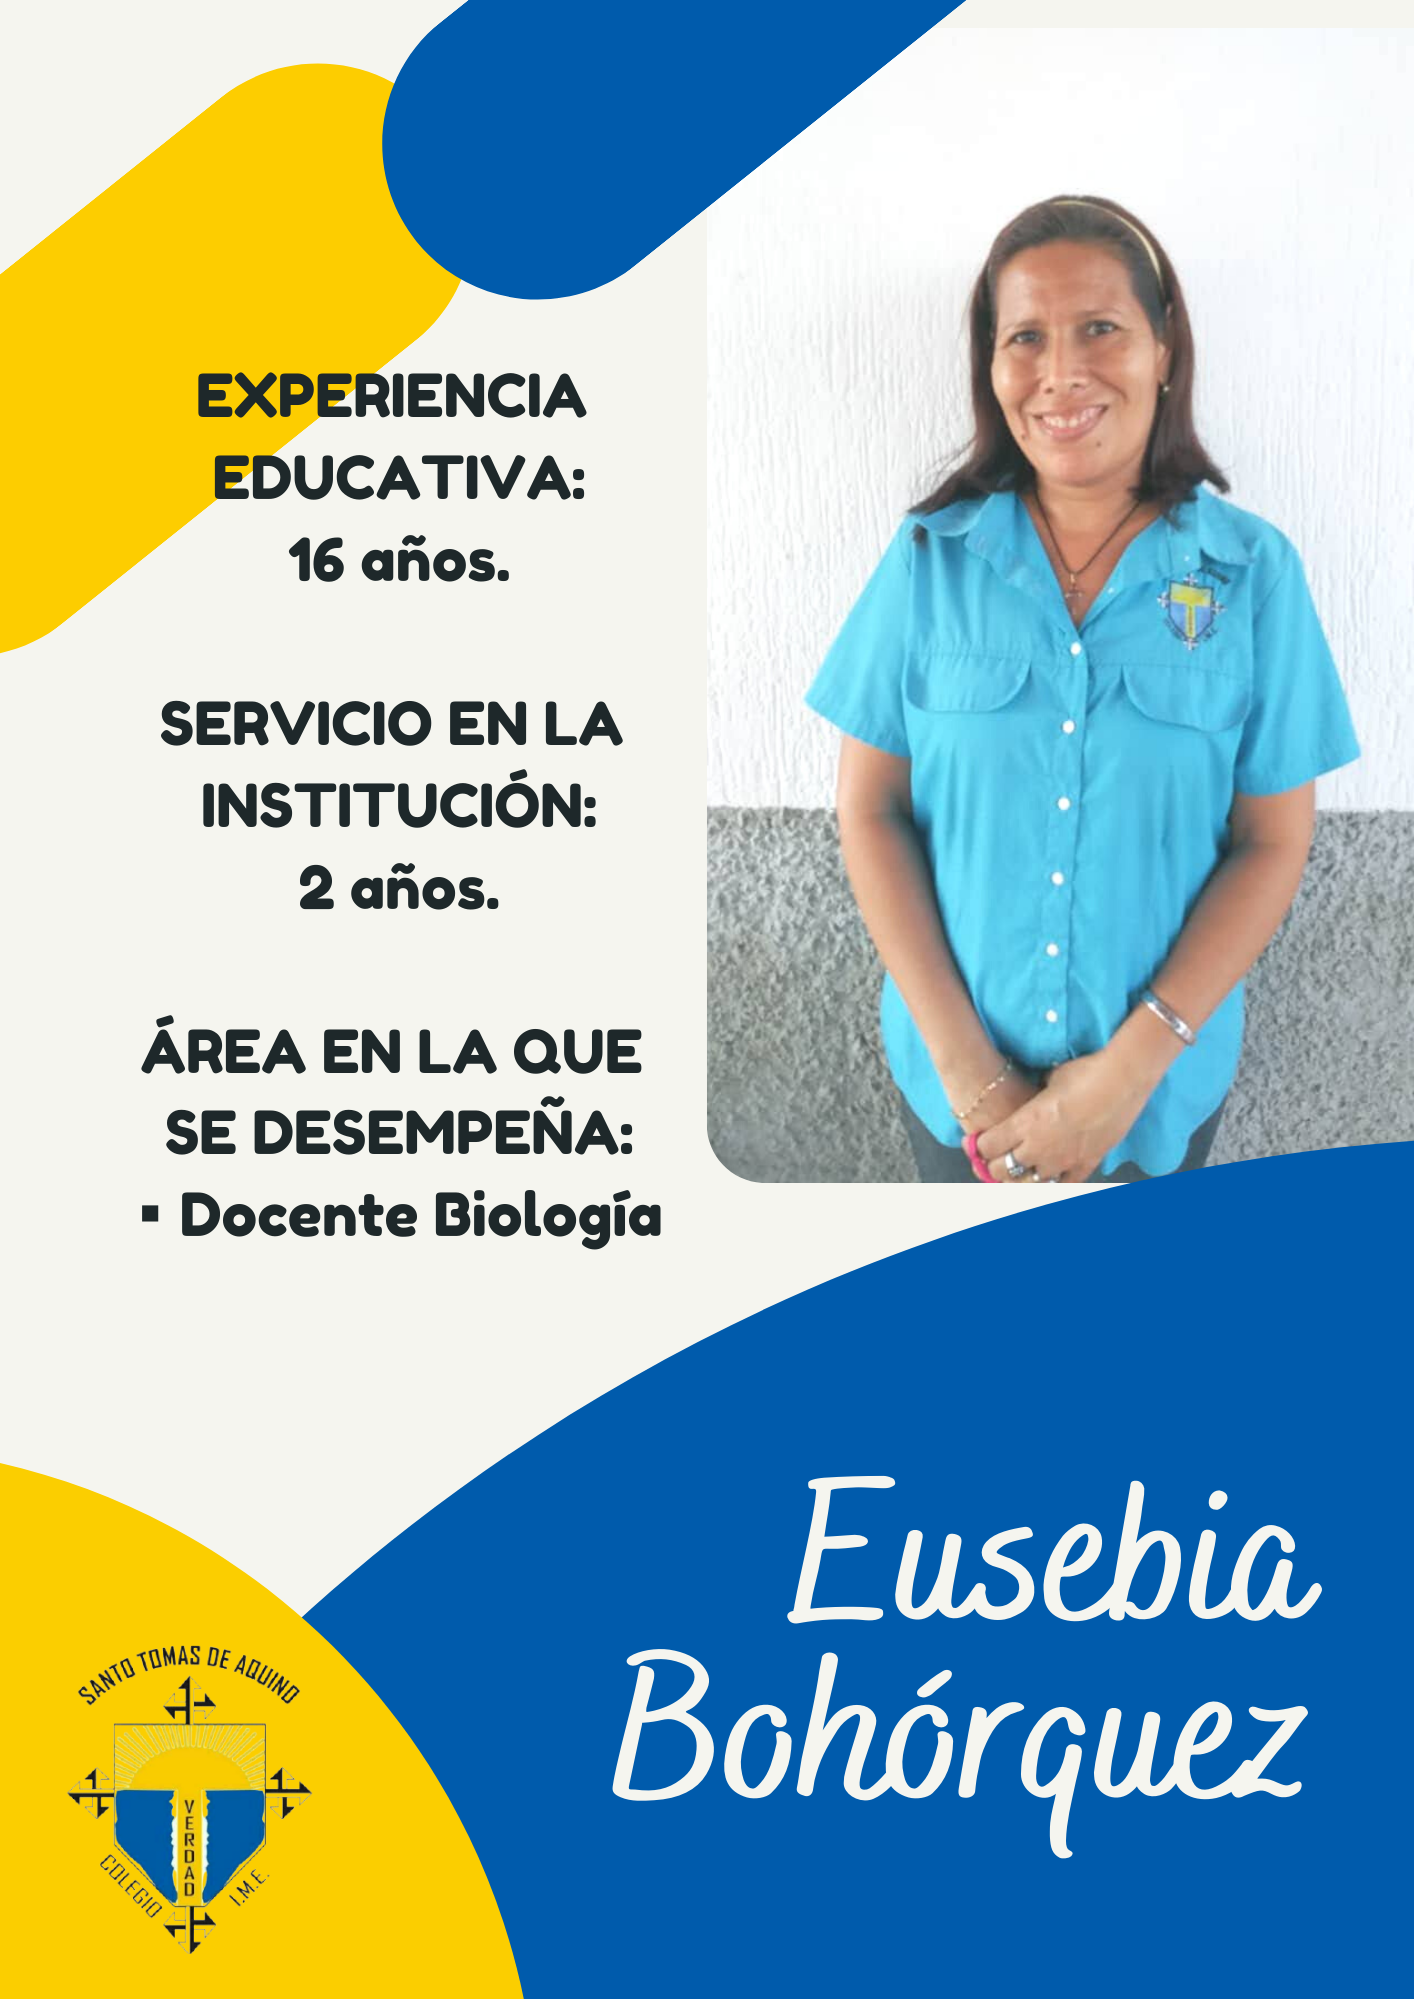 EXPERIENCIA
EDUCATIVA:
16 años.
SERVICIO EN LA
INSTITUCIÓN:
2 años.
ÁREA EN LA QUE
SE DESEMPEÑA:
▪ Docente Biología
Eusebia
Bohórquez
SANTO TOMAS DE AQUINO
VERDAD
COLEGIO I.M.E.